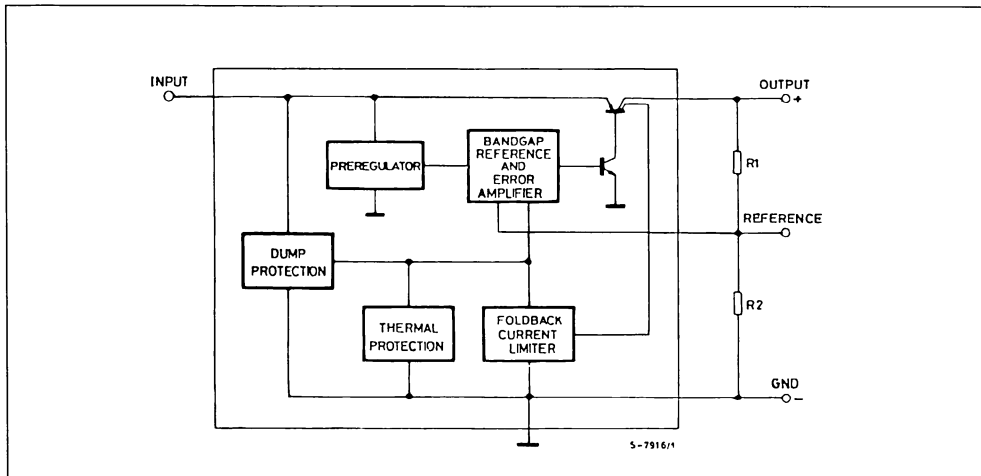 INPUT
OUTPUT
+
BANDGAP
REFERENCE
AND
ERROR
AMPLIFIER
PREREGULATOR
R1
REFERENCE
DUMP
PROTECTION
THERMAL
PROTECTION
FOLDBACK
CURRENT
LIMITER
R2
GND
−
S-7916/1